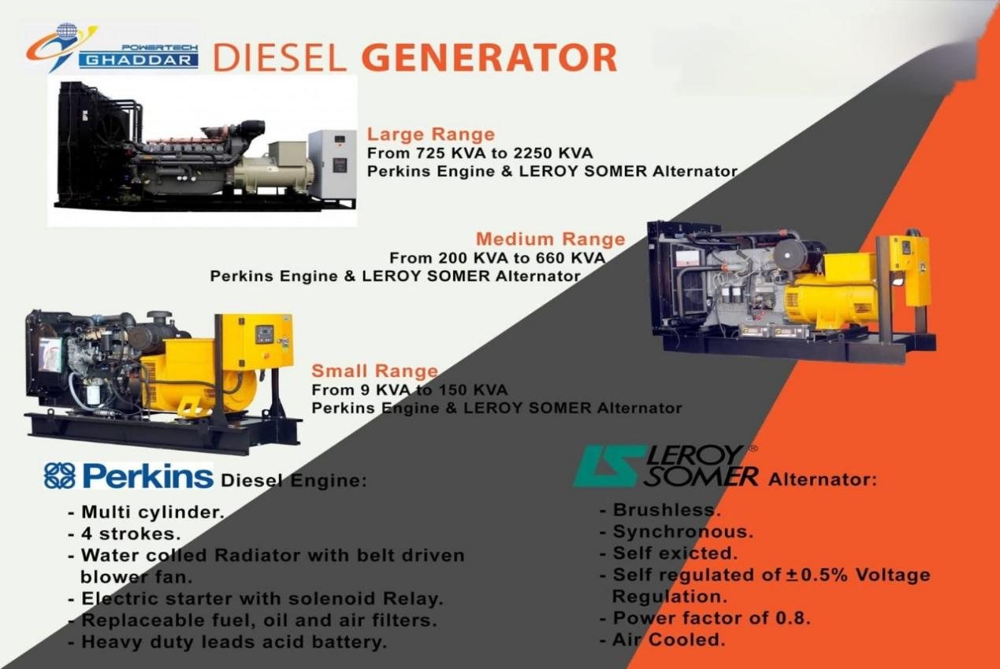 POWERTECH
GHADDAR
DIESEL GENERATOR
Large Range
From 725 KVA to 2250 KVA
Perkins Engine & LEROY SOMER Alternator
Medium Range
From 200 KVA to 660 KVA
Perkins Engine & LEROY SOMER Alternator
Small Range
From 9 KVA to 150 KVA
Perkins Engine & LEROY SOMER Alternator
Perkins Diesel Engine:
- Multi cylinder.
- 4 strokes.
- Water colled Radiator with belt driven
blower fan.
- Electric starter with solenoid Relay.
- Replaceable fuel, oil and air filters.
- Heavy duty leads acid battery.
LS LEROY ®
SOMER Alternator:
- Brushless.
- Synchronous.
- Self exicted.
- Self regulated of ±0.5% Voltage
Regulation.
- Power factor of 0.8.
- Air Cooled.